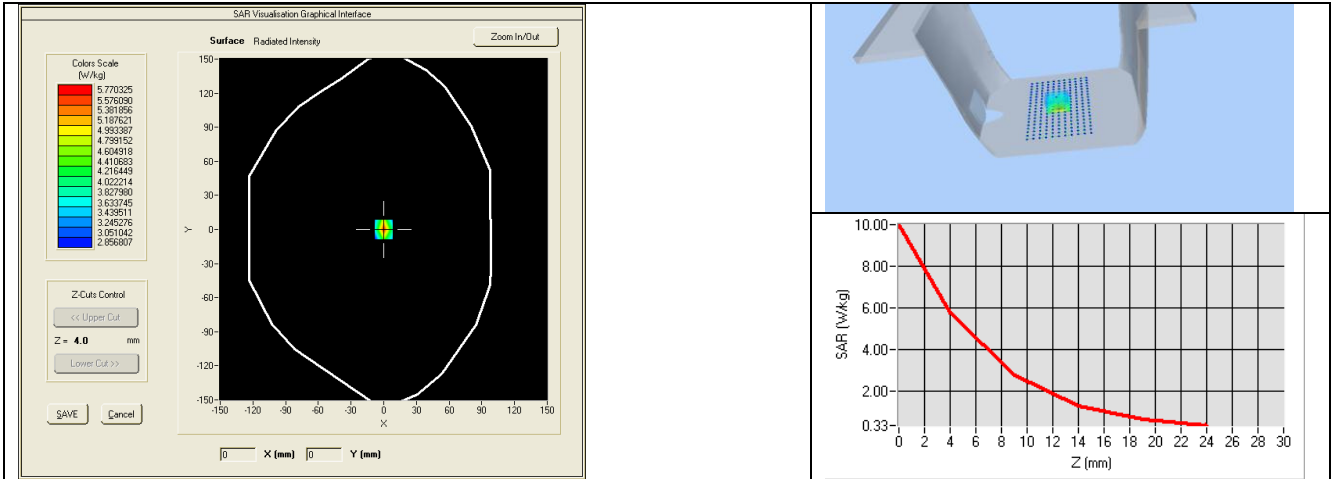 SAR Visualisation Graphical Interface
Surface Radiated Intensity
Zoom In/Out
Colors Scale
(W/kg)
5.770325
5.576090
5.381856
5.187621
4.993387
4.799152
4.604918
4.410683
4.216449
4.022214
3.827980
3.633745
3.439511
3.245276
3.051042
2.856807
Z-Cuts Control
<< Upper Cut
Z = 4.0 mm
Lower Cut >>
SAVE Cancel
150
120
90
60
30
0
-30
-60
-90
-120
-150
Y
-150 -120 -90 -60 -30 0 30 60 90 120 150
X
0 X (mm) 0 Y (mm)
10.00
8.00
6.00
4.00
2.00
0.33
SAR (W/kg)
0 2 4 6 8 10 12 14 16 18 20 22 24 26 28 30
Z (mm)